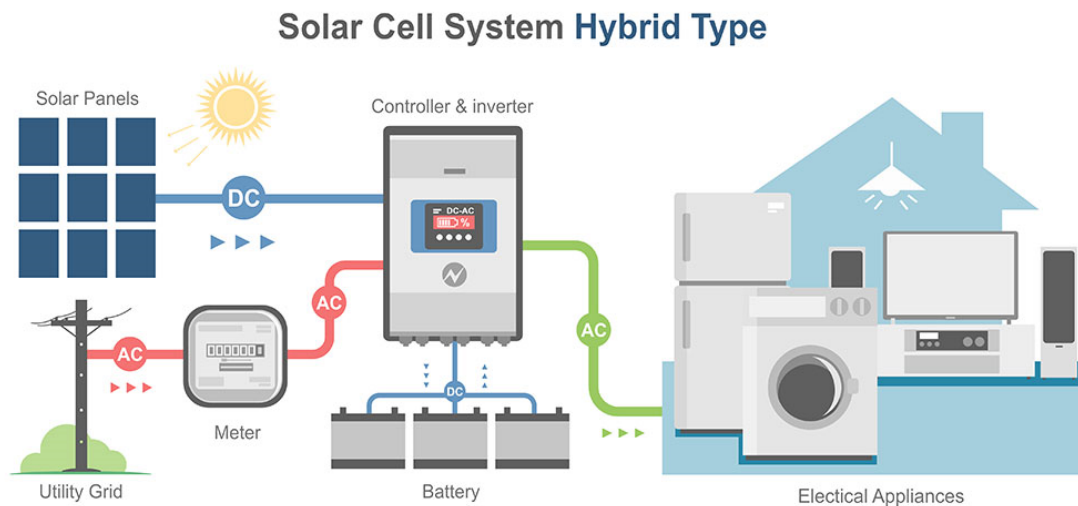 Solar Cell System Hybrid Type
Solar Panels
Controller & inverter
DC
DC-AC
%
AC
AC
AC
DC
Meter
Utility Grid
Battery
Electical Appliances